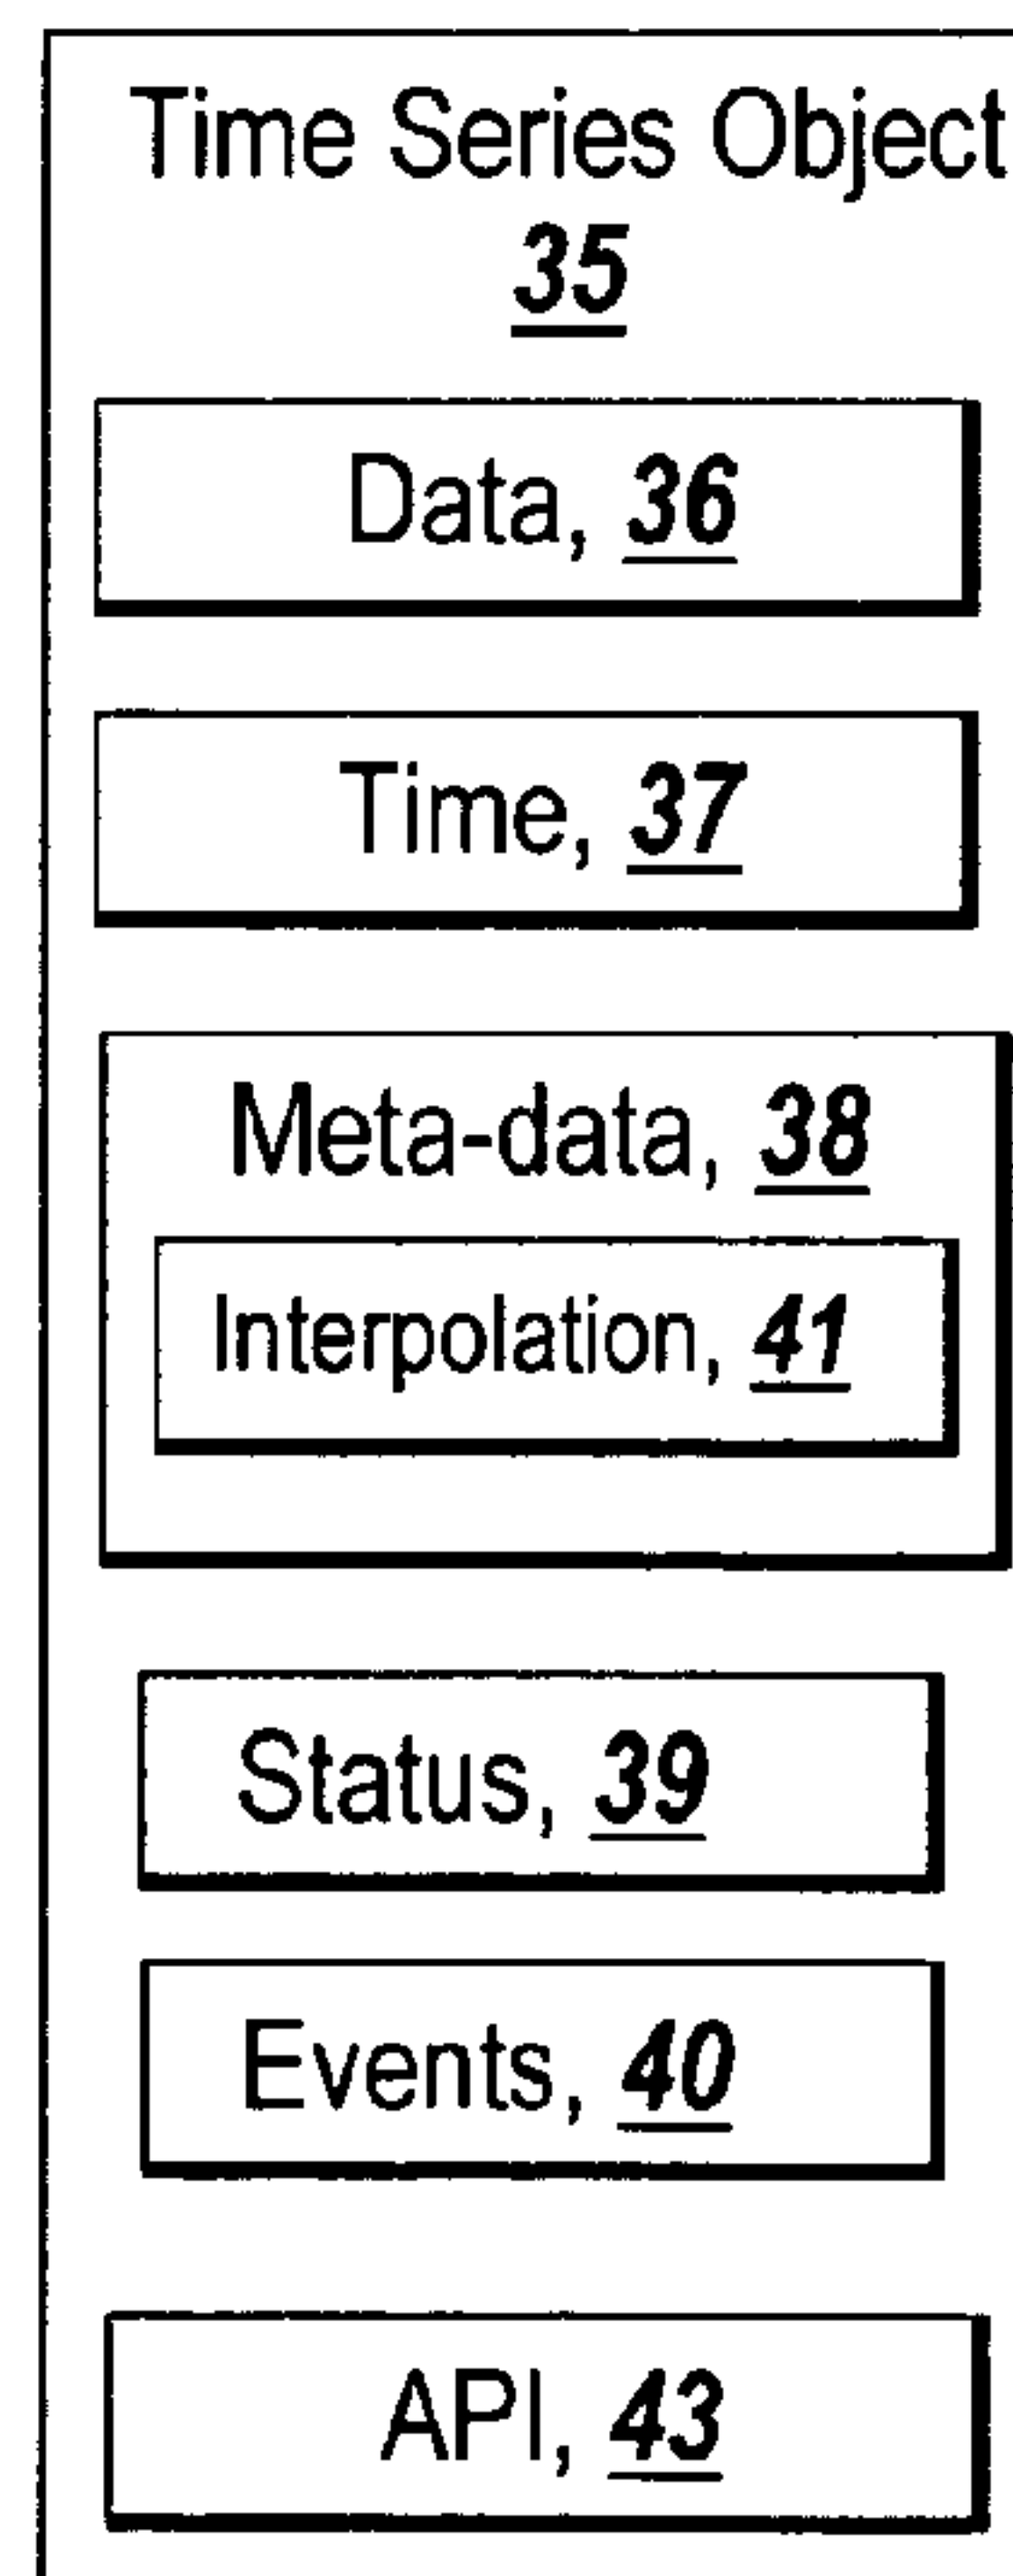 Time Series Object
35
Data, 36
Time, 37
Meta-data, 38
Interpolation, 41
Status, 39
Events, 40
API, 43